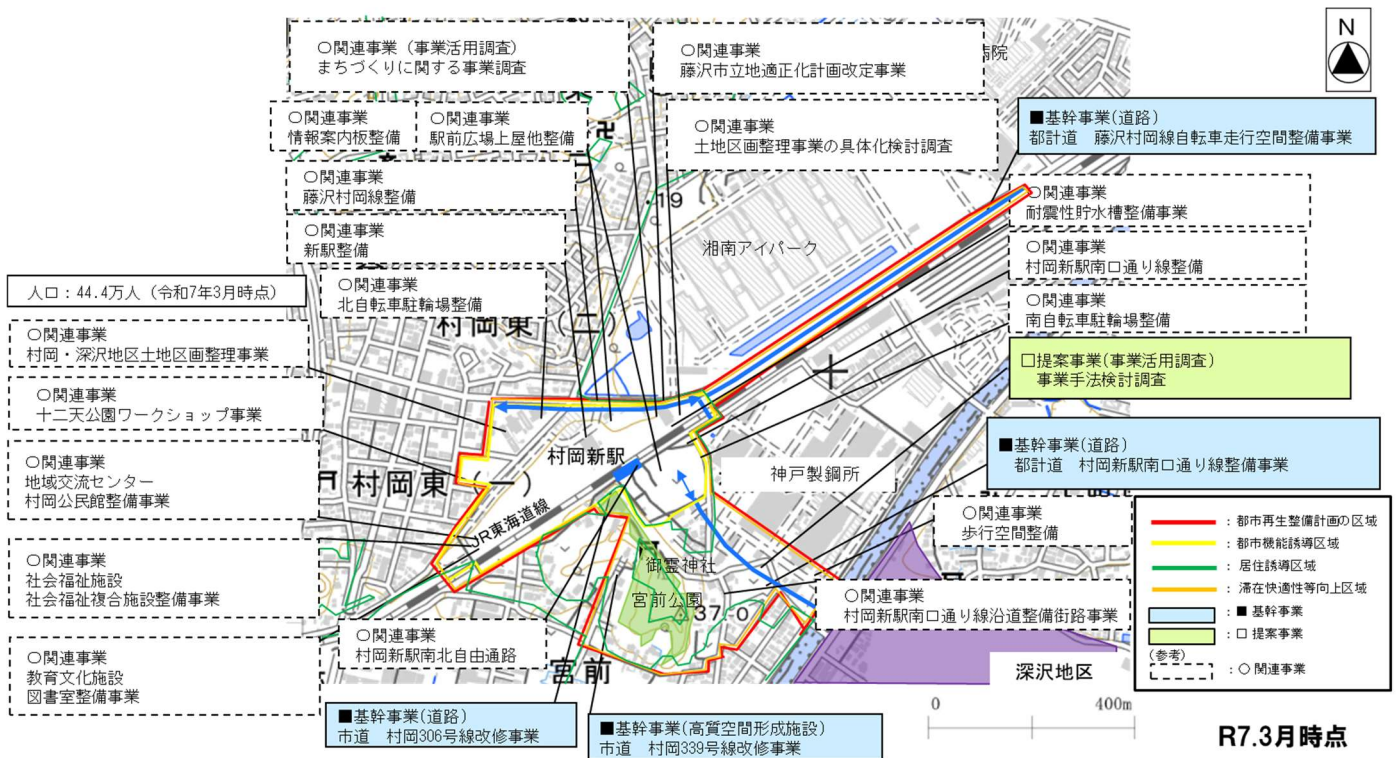 N
○関連事業（事業活用調査）
まちづくりに関する事業調査
○関連事業
藤沢市立地適正化計画改定事業
病院
○関連事業
情報案内板整備
○関連事業
駅前広場上屋他整備
○関連事業
土地区画整理事業の具体化検討調査
■基幹事業(道路)
都計道　藤沢村岡線自転車走行空間整備事業
○関連事業
藤沢村岡線整備
・19
○関連事業
耐震性貯水槽整備事業
○関連事業
新駅整備
湘南アイパーク
○関連事業
村岡新駅南口通り線整備
人口：44.4万人（令和7年3月時点）
○関連事業
北自転車駐輪場整備
○関連事業
南自転車駐輪場整備
村岡東(二)
○関連事業
村岡・深沢地区土地区画整理事業
□提案事業(事業活用調査)
事業手法検討調査
○関連事業
十二天公園ワークショップ事業
■基幹事業(道路)
都計道　村岡新駅南口通り線整備事業
○関連事業
地域交流センター
村岡公民館整備事業
村岡新駅
村岡東(一)
神戸製鋼所
JR東海道線
○関連事業
歩行空間整備
○関連事業
社会福祉施設
社会福祉複合施設整備事業
御霊神社
宮前公園
37.0
○関連事業
村岡新駅南口通り線沿道整備街路事業
○関連事業
村岡新駅南北自由通路
宮前
○関連事業
教育文化施設
図書室整備事業
深沢地区
■基幹事業(道路)
市道　村岡306号線改修事業
■基幹事業(高質空間形成施設)
市道　村岡339号線改修事業
：都市再生整備計画の区域
：都市機能誘導区域
：居住誘導区域
：滞在快適性等向上区域
：■ 基幹事業
：□ 提案事業
(参考)
：○ 関連事業
0
400m
R7.3月時点